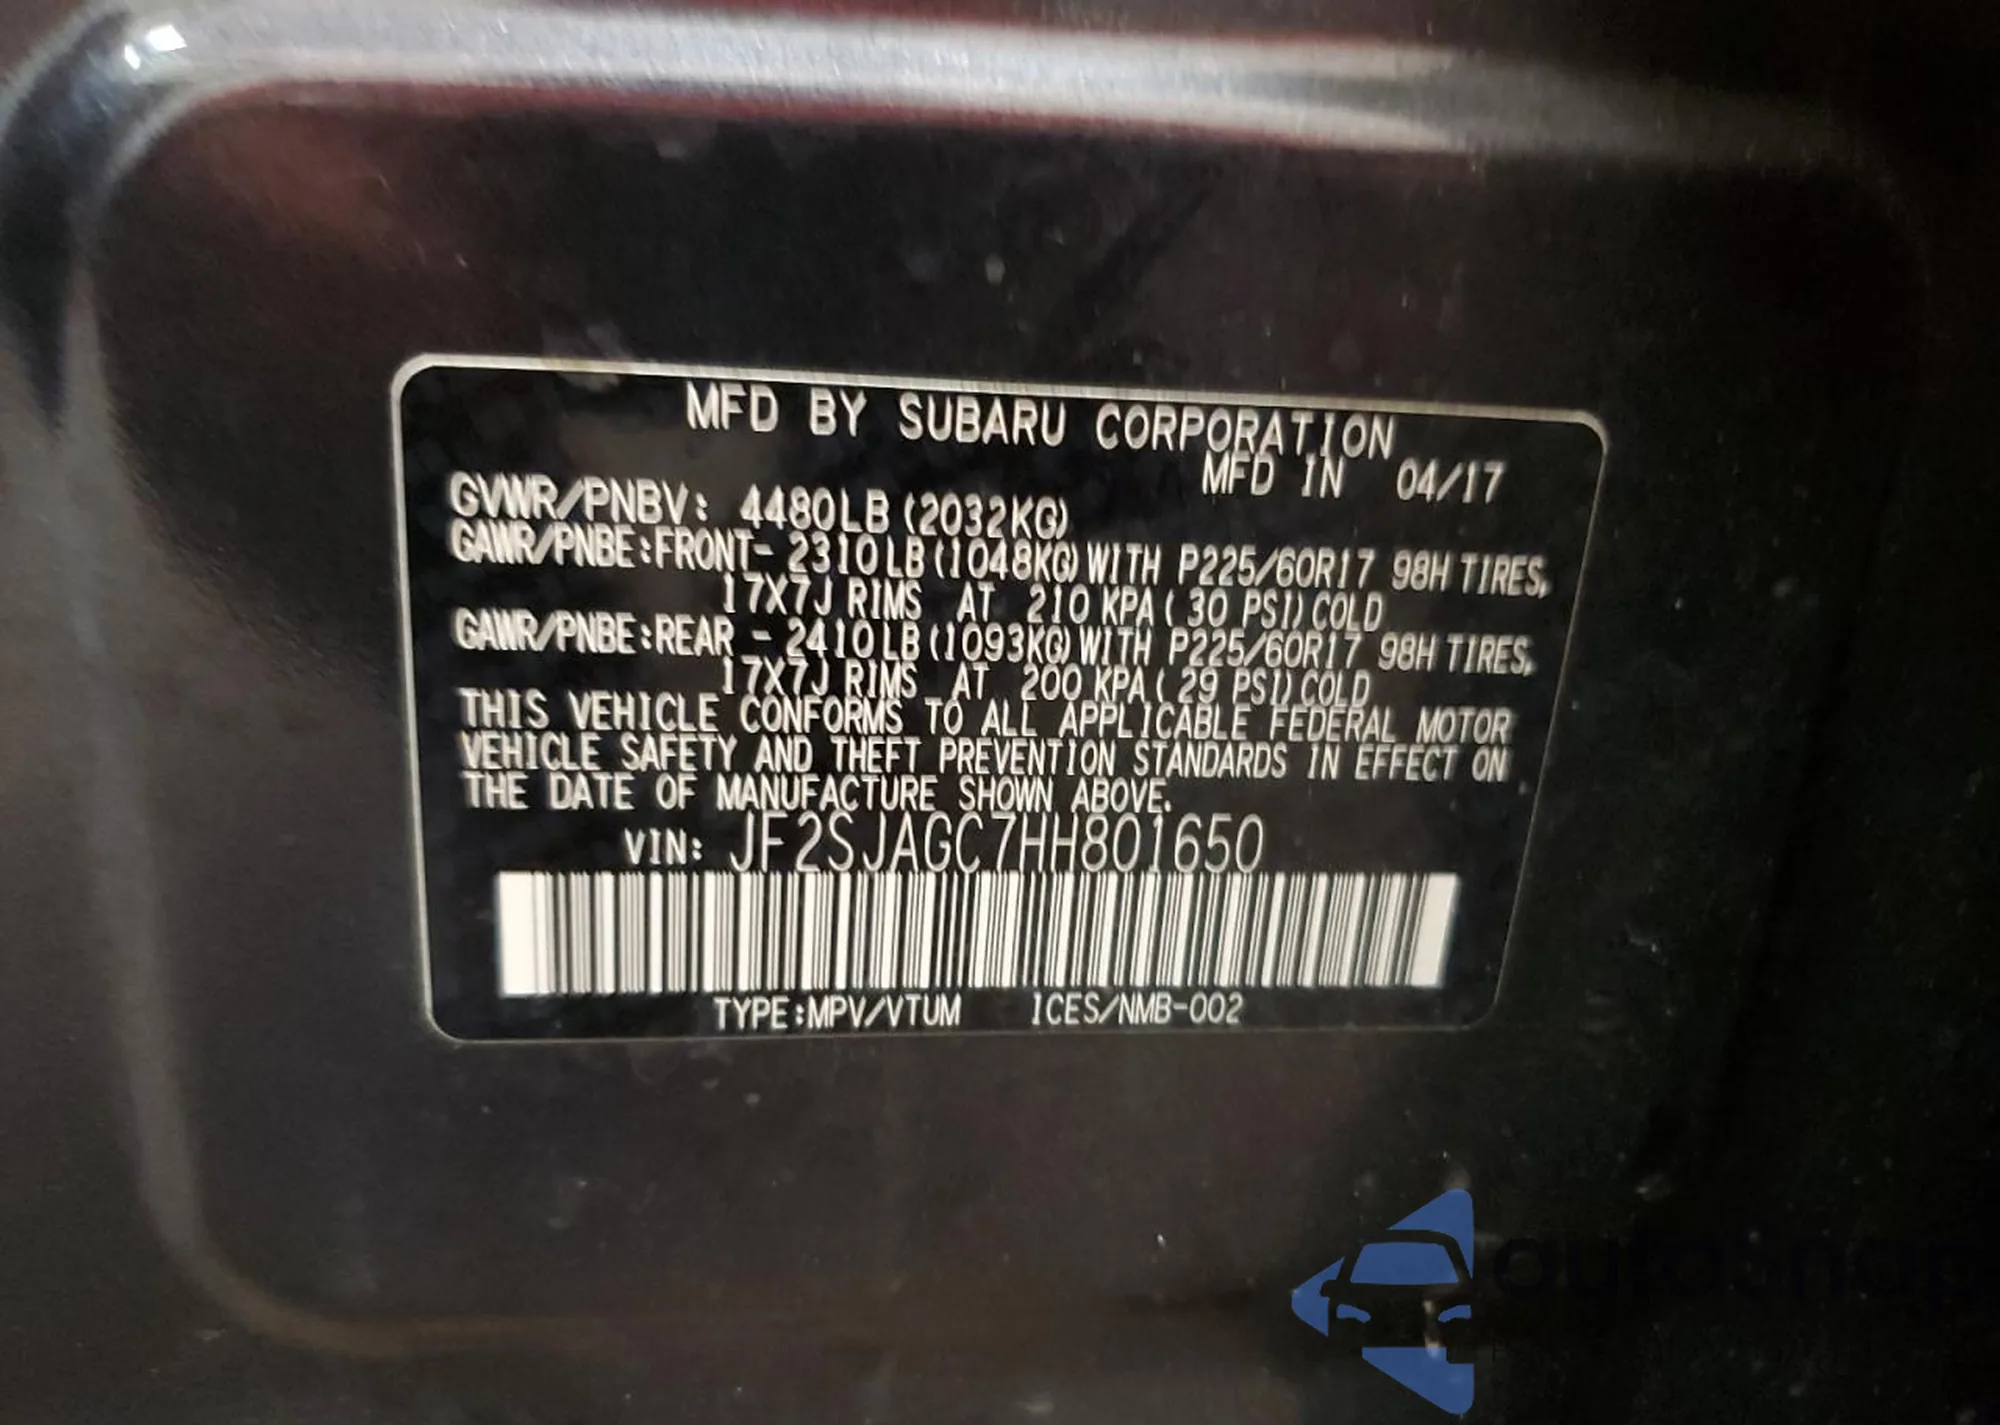 MFD BY SUBARU CORPORATION
MFD IN 04/17
GVWR/PNBV: 4480LB (2032KG)
GAWR/PNBE:FRONT- 2310LB(1048KG)WITH P225/60R17 98H TIRES,
17X7J RIMS AT 210 KPA( 30 PSI)COLD
GAWR/PNBE:REAR - 2410LB(1093KG)WITH P225/60R17 98H TIRES,
17X7J RIMS AT 200 KPA( 29 PSI)COLD
THIS VEHICLE CONFORMS TO ALL APPLICABLE FEDERAL MOTOR
VEHICLE SAFETY AND THEFT PREVENTION STANDARDS IN EFFECT ON
THE DATE OF MANUFACTURE SHOWN ABOVE.
VIN: JF2SJAGC7HH801650
TYPE:MPV/VTUM ICES/NMB-002